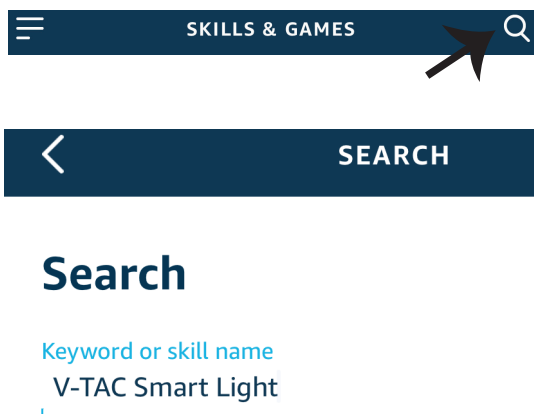 SKILLS & GAMES
SEARCH
Search
Keyword or skill name
V-TAC Smart Light